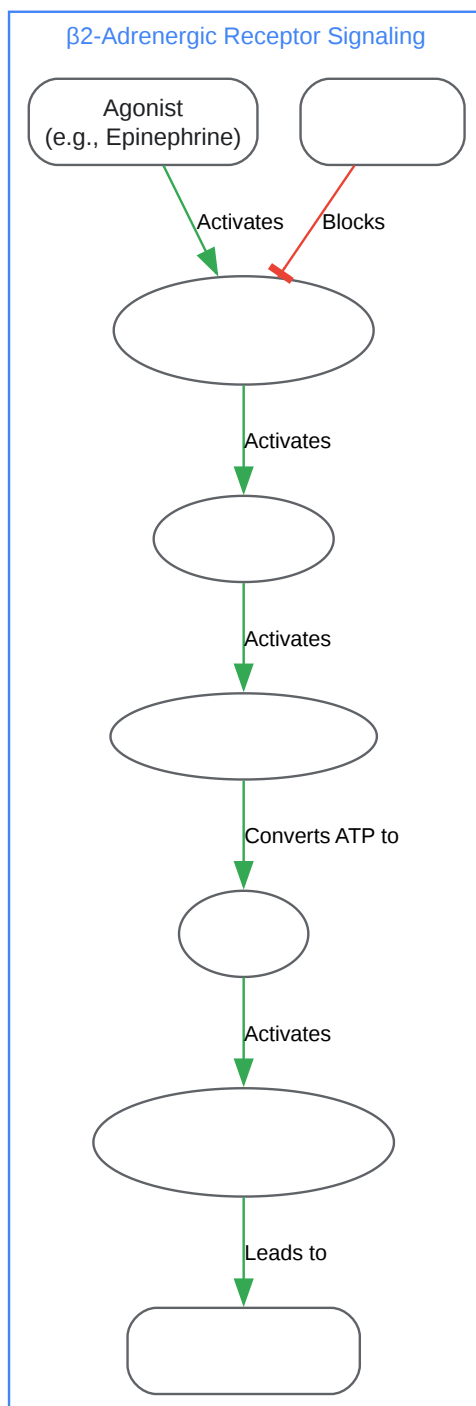 β2-Adrenergic Receptor Signaling
Agonist
(e.g., Epinephrine)
Activates
Blocks
Activates
Activates
Converts ATP to
Activates
Leads to